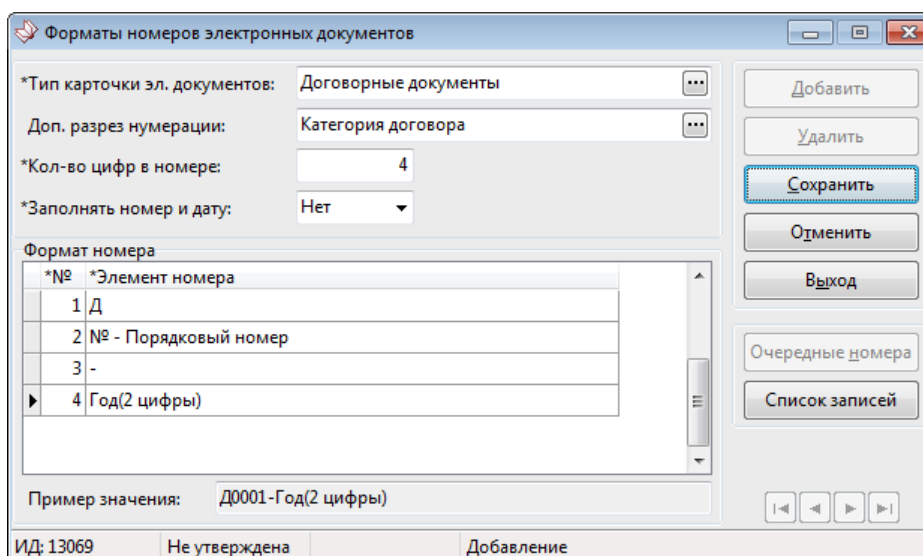 Форматы номеров электронных документов
*Тип карточки эл. документов: Договорные документы ...
Доп. разрез нумерации: Категория договора ...
*Кол-во цифр в номере: 4
*Заполнять номер и дату: Нет
Формат номера
*№ *Элемент номера
1 Д
2 № - Порядковый номер
3 -
4 Год(2 цифры)
Пример значения: Д0001-Год(2 цифры)
Добавить
Удалить
Сохранить
Отменить
Выход
Очередные номера
Список записей
ИД: 13069 Не утверждена Добавление